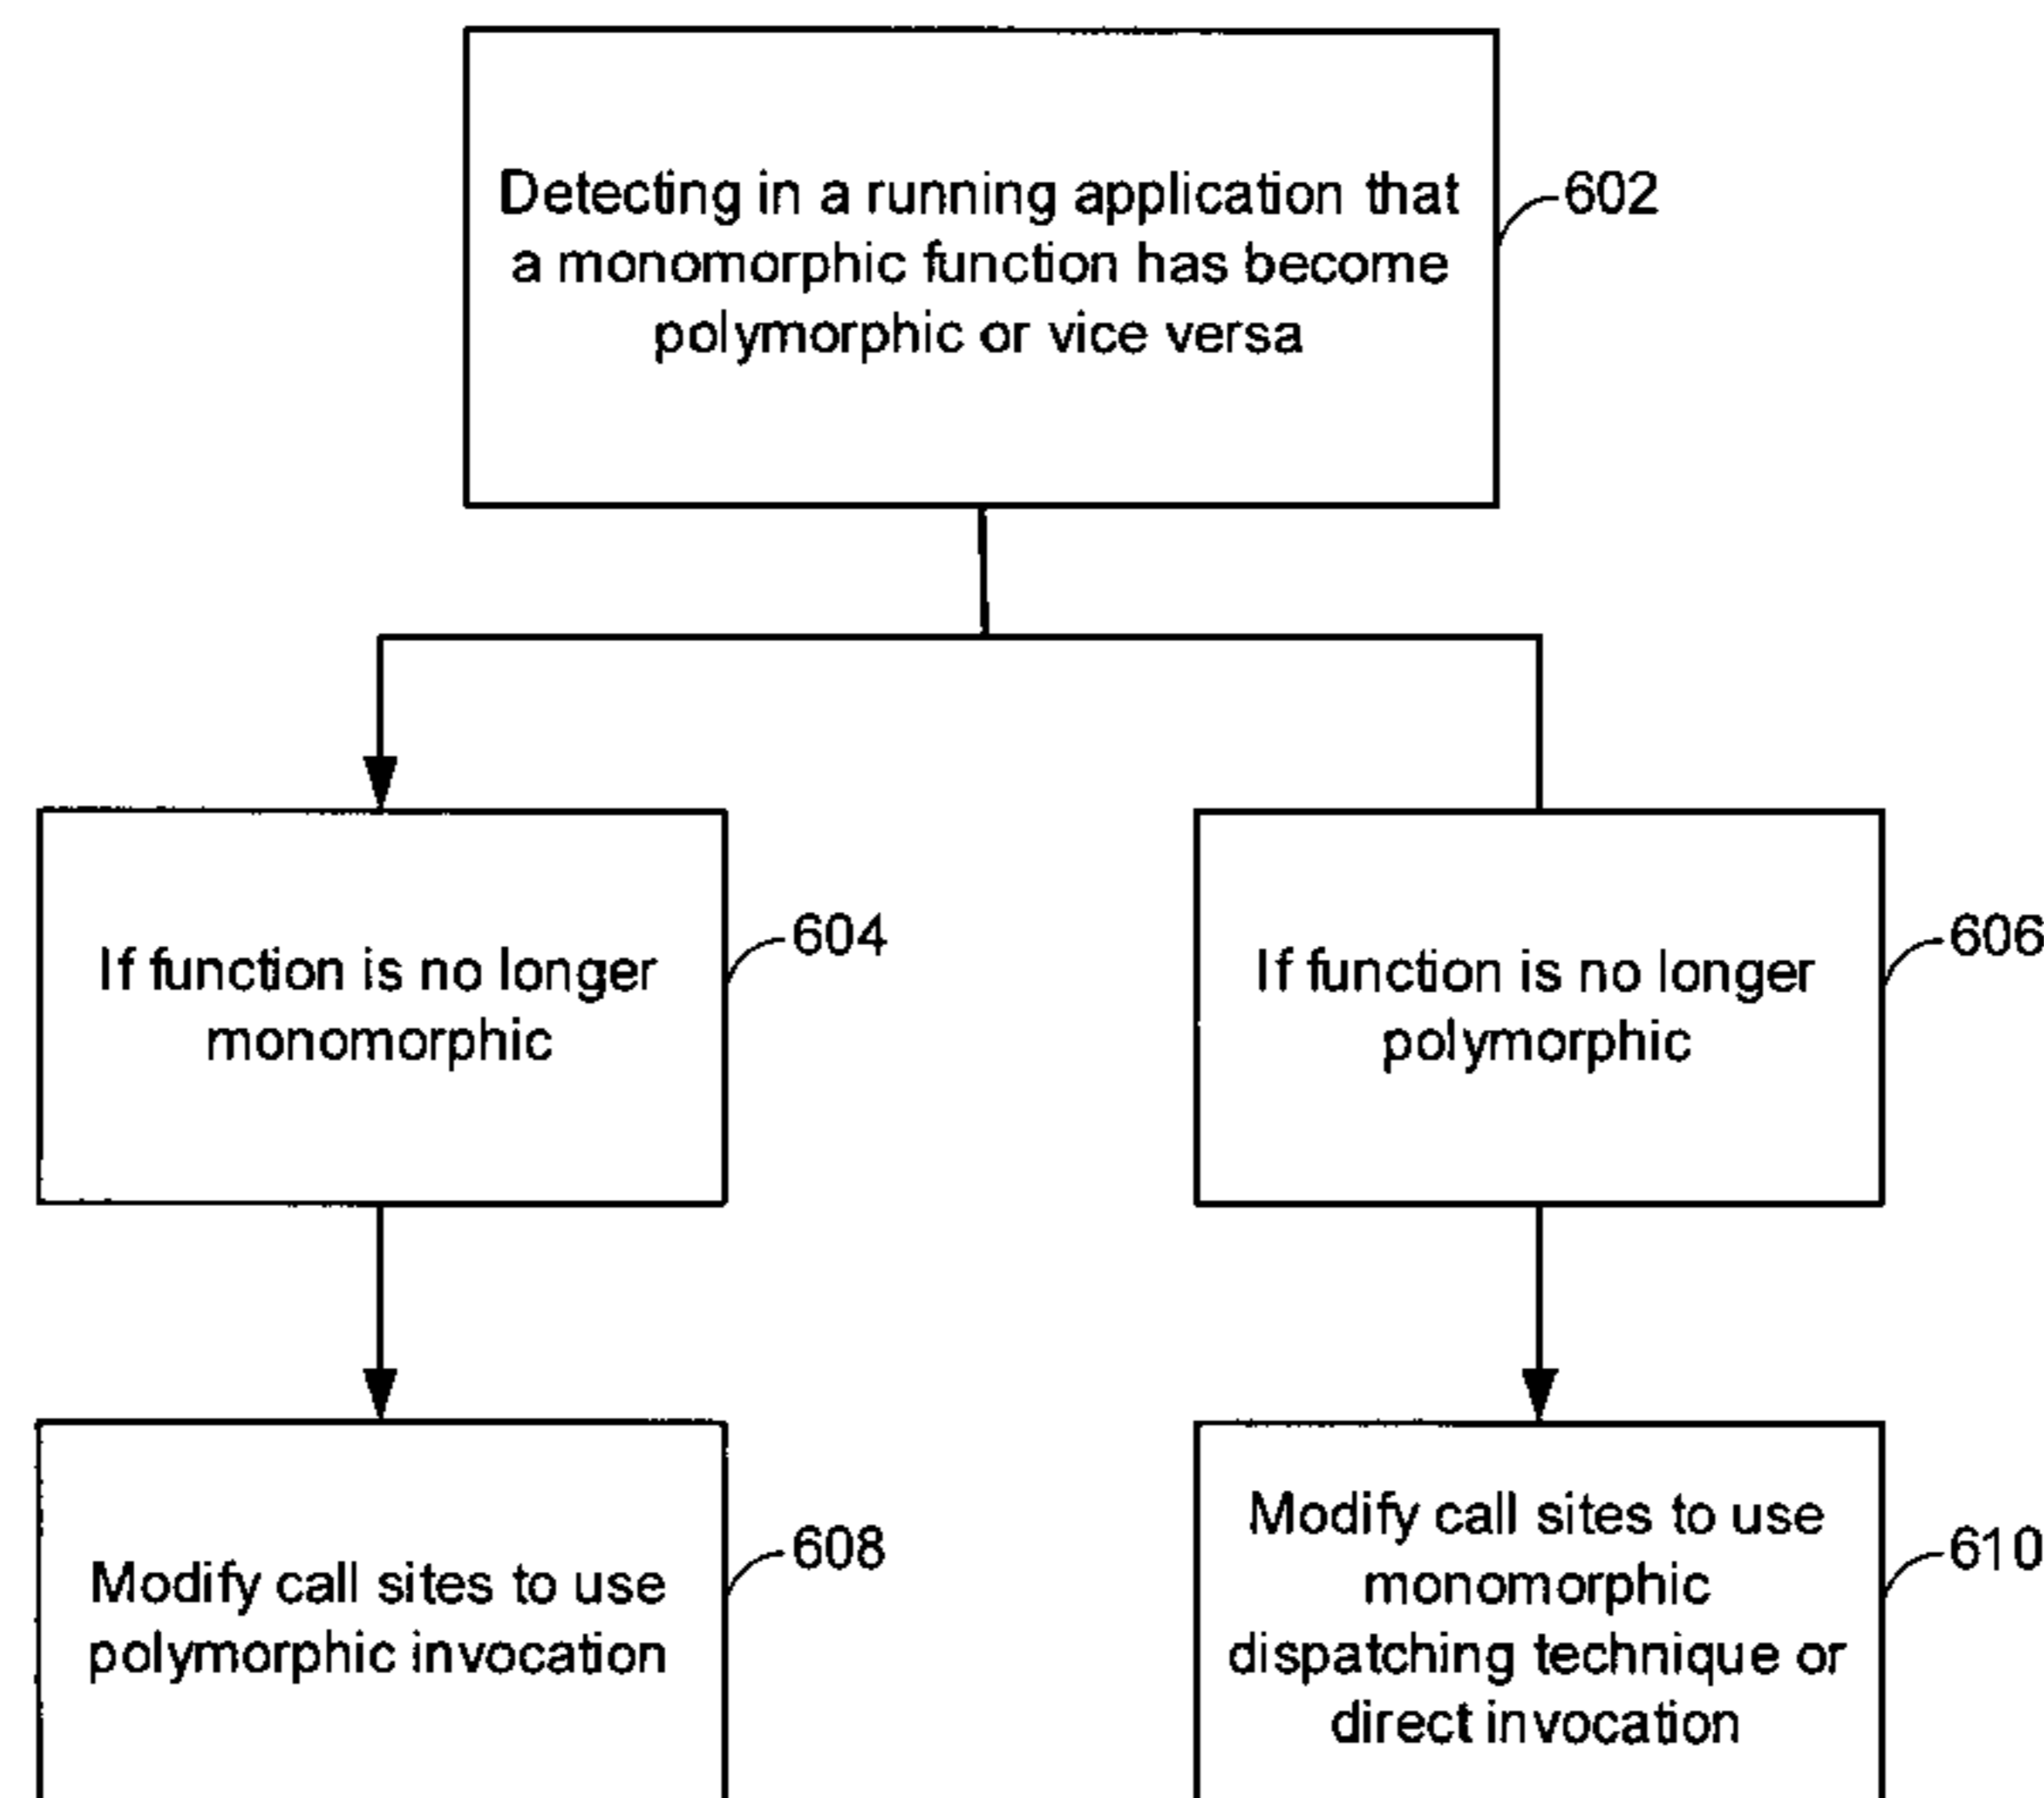 Detecting in a running application that
a monomorphic function has become
polymorphic or vice versa
602
If function is no longer
monomorphic
604
If function is no longer
polymorphic
606
Modify call sites to use
polymorphic invocation
608
Modify call sites to use
monomorphic
dispatching technique or
direct invocation
610